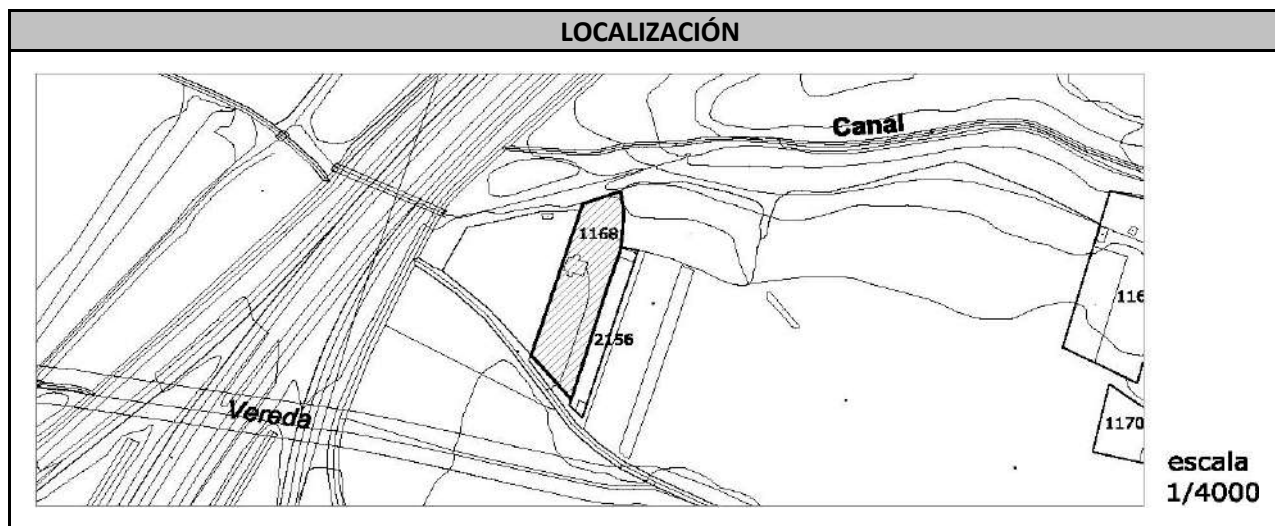 LOCALIZACIÓN
Canal
1168
116
2156
Vereda
1170
escala
1/4000